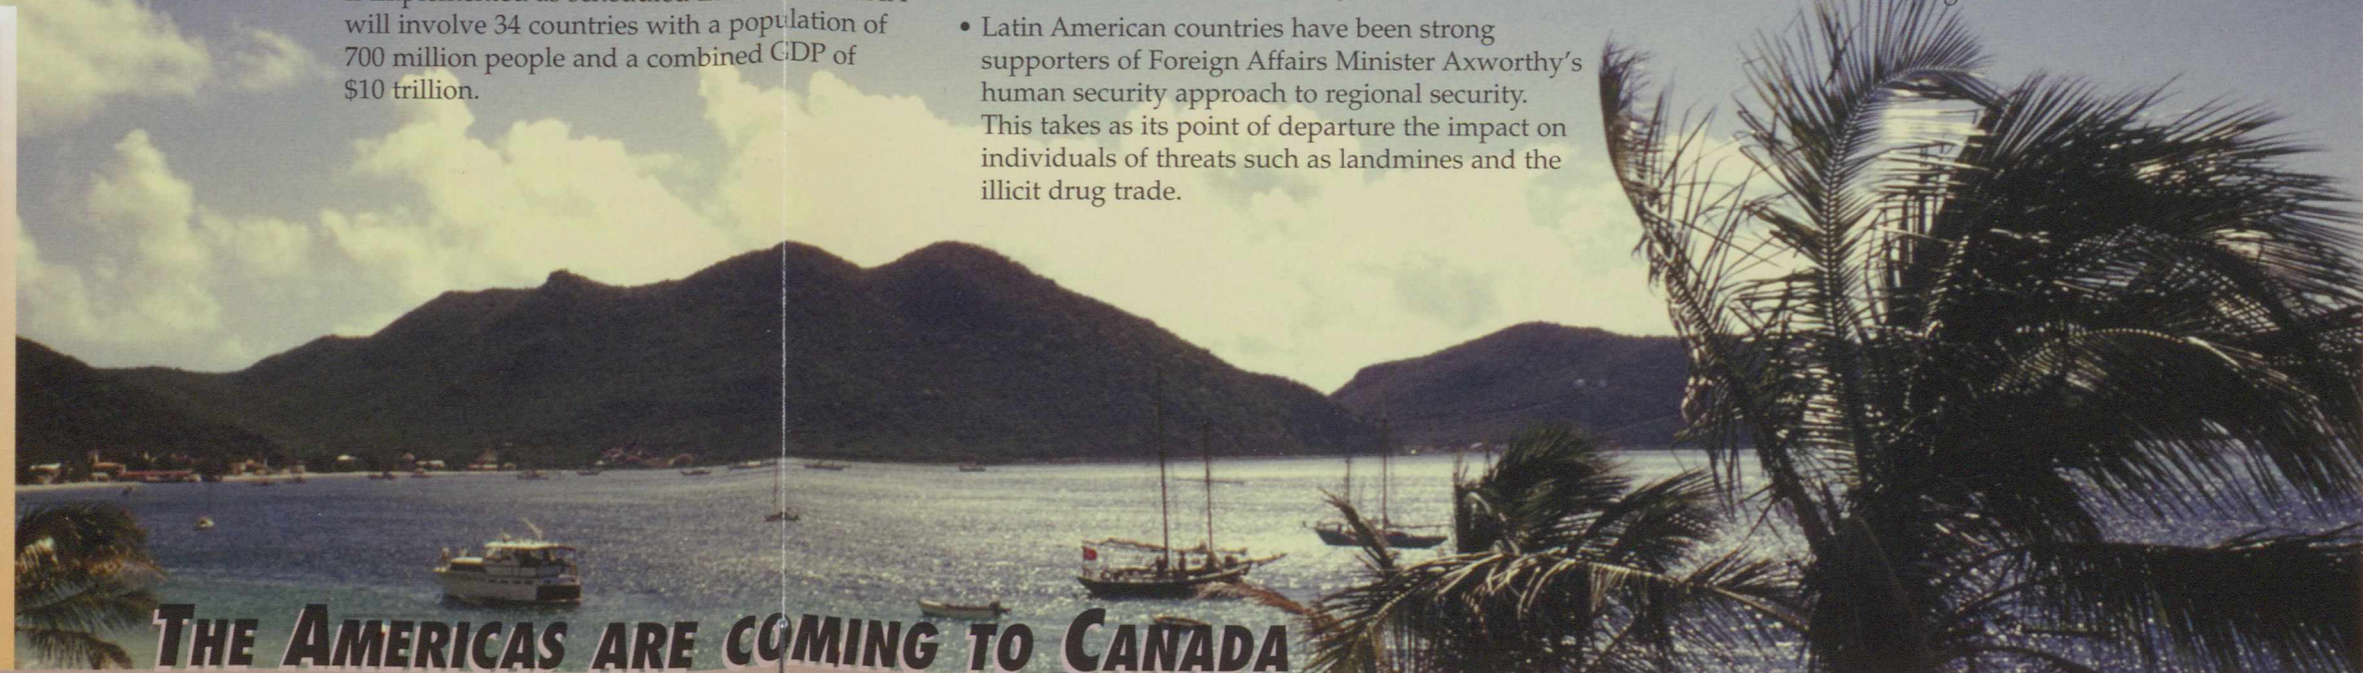 will involve 34 countries with a population of
700 million people and a combined GDP of
$10 trillion.
• Latin American countries have been strong
supporters of Foreign Affairs Minister Axworthy's
human security approach to regional security.
This takes as its point of departure the impact on
individuals of threats such as landmines and the
illicit drug trade.
THE AMERICAS ARE COMING TO CANADA